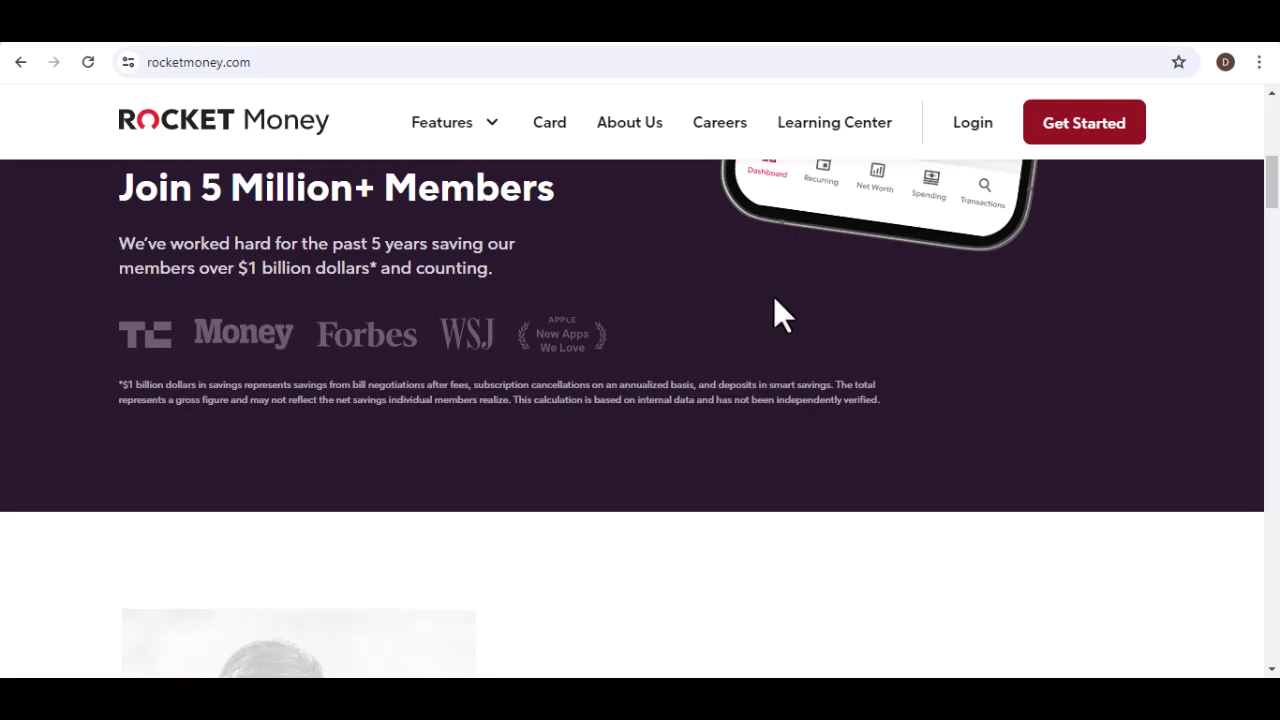 rocketmoney.com
D
ROCKET Money
Features
Card
About Us
Careers
Learning Center
Login
Get Started
Join 5 Million+ Members
We've worked hard for the past 5 years saving our
members over $1 billion dollars* and counting.
Dashboard
Recurring
Net Worth
Spending
Transactions
TC
Money
Forbes
WSJ
APPLE
New Apps
We Love
*$1 billion dollars in savings represents savings from bill negotiations after fees, subscription cancellations on an annualized basis, and deposits in smart savings. The total
represents a gross figure and may not reflect the net savings individual members realize. This calculation is based on internal data and has not been independently verified.